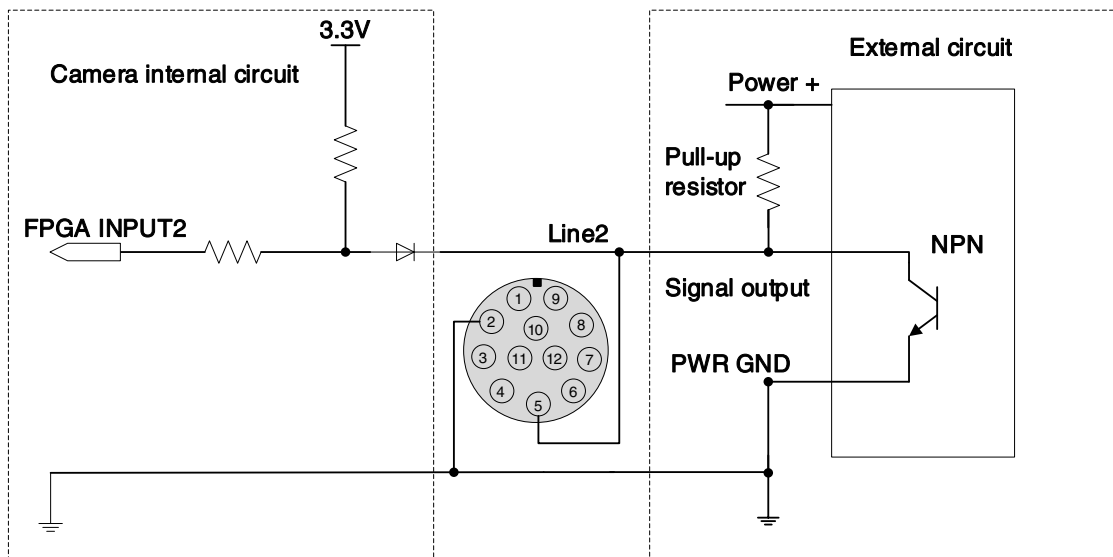 3.3V
Camera internal circuit
External circuit
Power +
Pull-up
resistor
FPGA INPUT2
Line2
NPN
Signal output
1
9
2
10
8
3
11
12
7
PWR GND
4
6
5